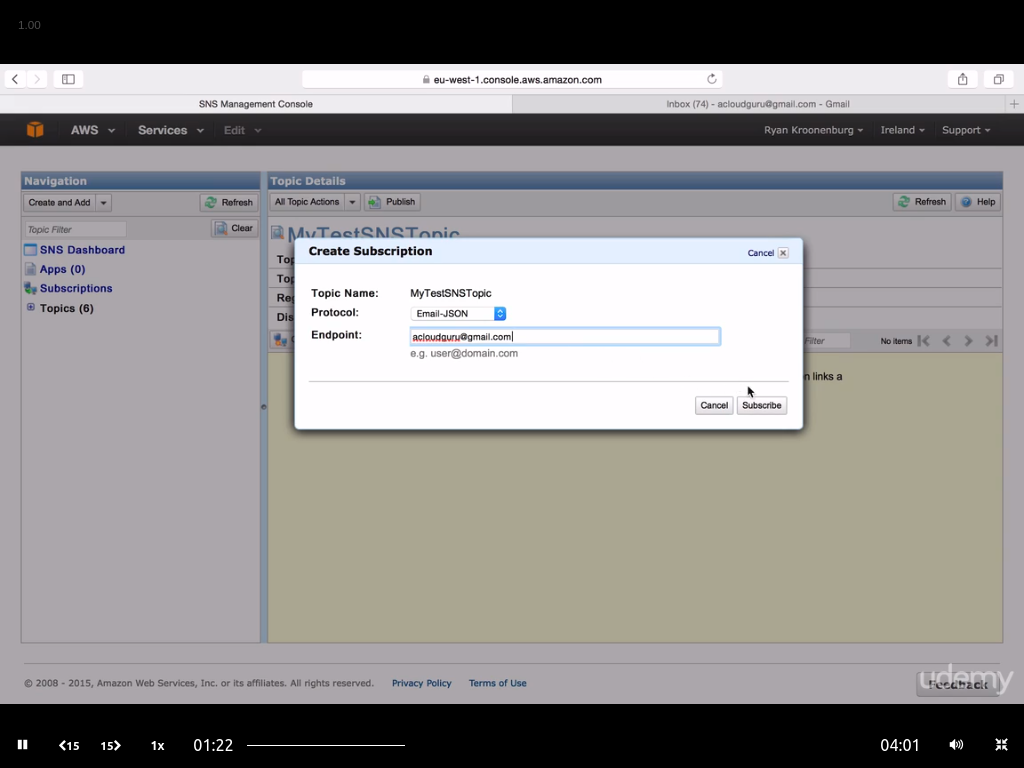 1.00
eu-west-1.console.aws.amazon.com
SNS Management Console
Inbox (74) - acloudguru@gmail.com - Gmail
AWS Services Edit Ryan Kroonenburg Ireland Support
Navigation
Topic Details
Create and Add
Refresh
All Topic Actions
Publish
Refresh
Help
Topic Filter
Clear
MyTestSNSTopic
SNS Dashboard
Apps (0)
Subscriptions
Topics (6)
Top
Top
Reg
Dis
Filter
No items
n links a
Create Subscription
Cancel
Topic Name: MyTestSNSTopic
Protocol: Email-JSON
Endpoint: acloudguru@gmail.com
e.g. user@domain.com
Cancel
Subscribe
© 2008 - 2015, Amazon Web Services, Inc. or its affiliates. All rights reserved. Privacy Policy Terms of Use
Feedback
udemy
15 15 1x 01:22 04:01